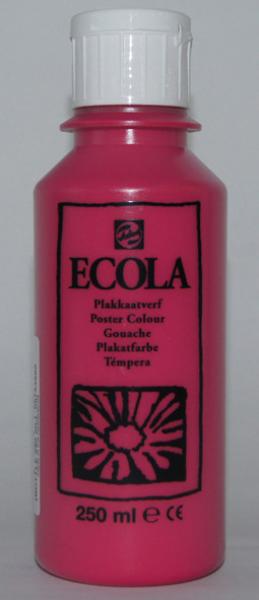 ECOLA
Plakkaatverf
Poster Colour
Gouache
Plakatfarbe
Témpera
250 ml ℮ CE